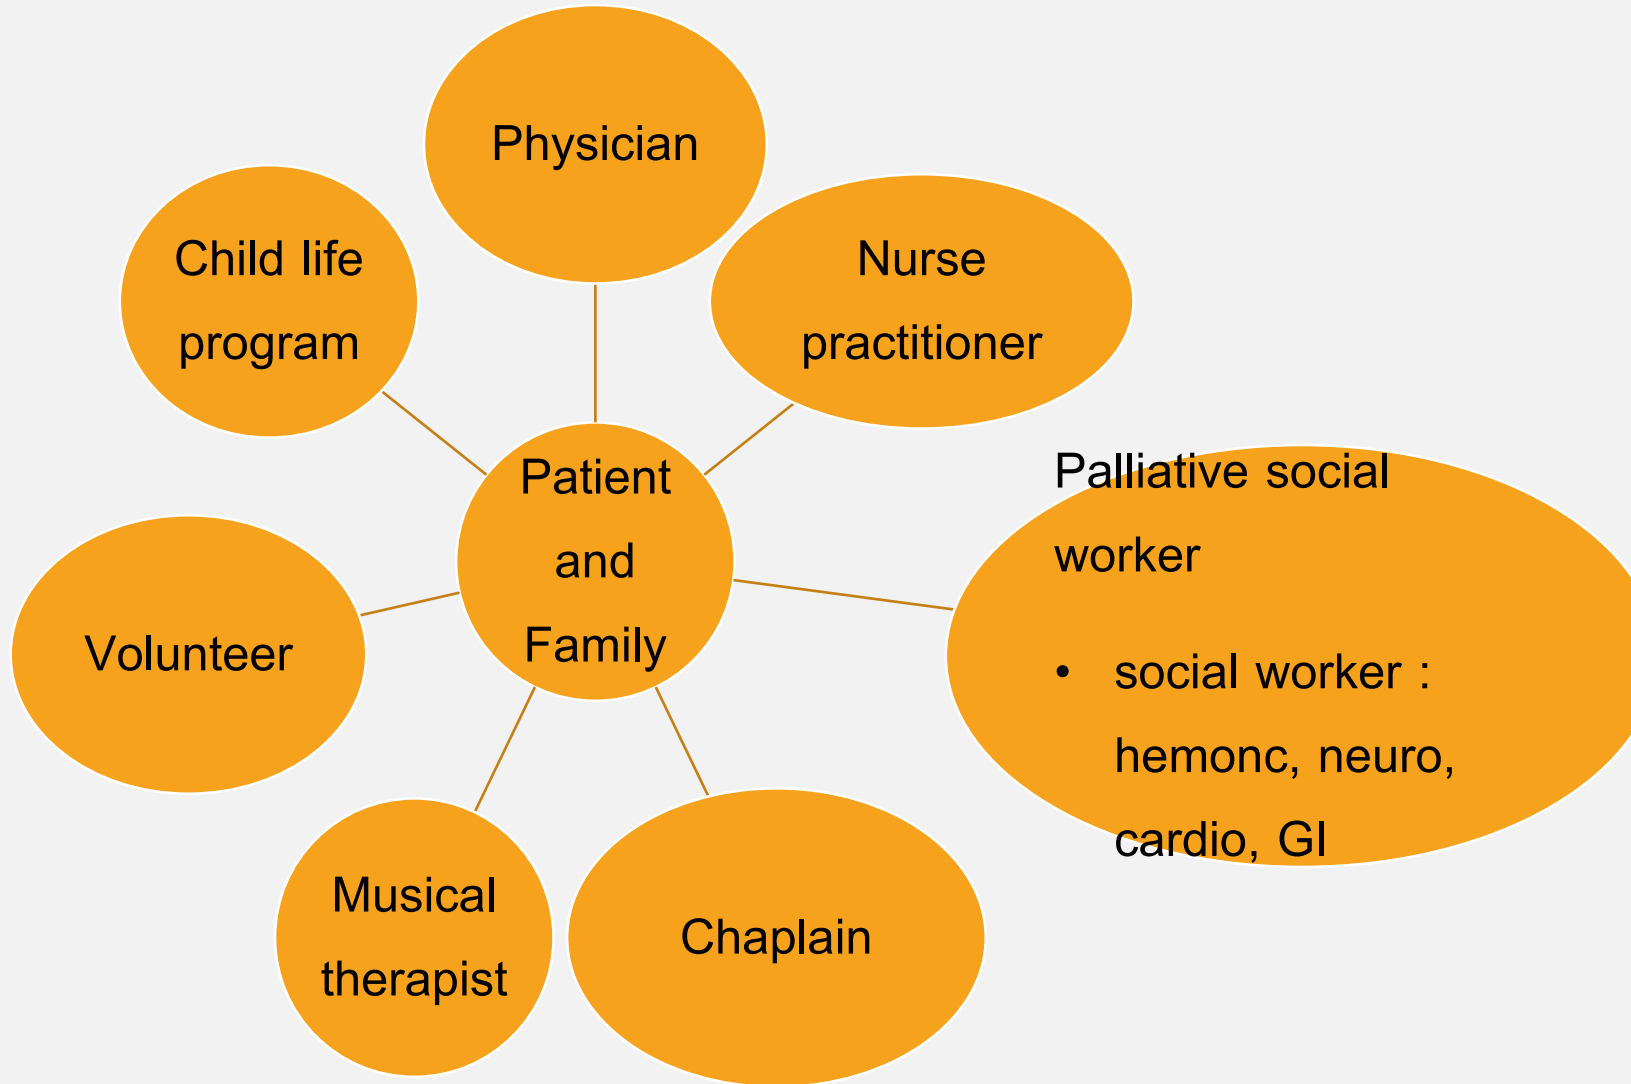 Physician
Child life
program
Nurse
practitioner
Patient
and
Family
Palliative social
worker
• social worker :
hemonc, neuro,
cardio, GI
Volunteer
Musical
therapist
Chaplain